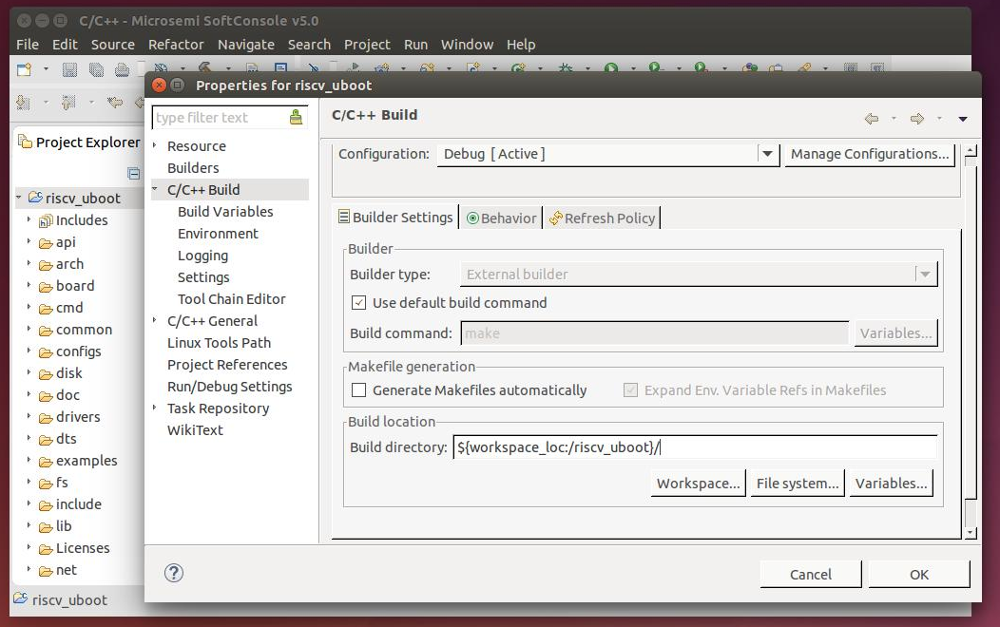 C/C++ - Microsemi SoftConsole v5.0
File Edit Source Refactor Navigate Search Project Run Window Help
Project Explorer
riscv_uboot
Includes
api
arch
board
cmd
common
configs
disk
doc
drivers
dts
examples
fs
include
lib
Licenses
net
riscv_uboot
Properties for riscv_uboot
type filter text
Resource
Builders
C/C++ Build
Build Variables
Environment
Logging
Settings
Tool Chain Editor
C/C++ General
Linux Tools Path
Project References
Run/Debug Settings
Task Repository
WikiText
C/C++ Build
Configuration: Debug [ Active ] Manage Configurations...
Builder Settings Behavior Refresh Policy
Builder
Builder type: External builder
Use default build command
Build command: make Variables...
Makefile generation
Generate Makefiles automatically Expand Env. Variable Refs in Makefiles
Build location
Build directory: ${workspace_loc:/riscv_uboot}/
Workspace... File system... Variables...
Cancel OK